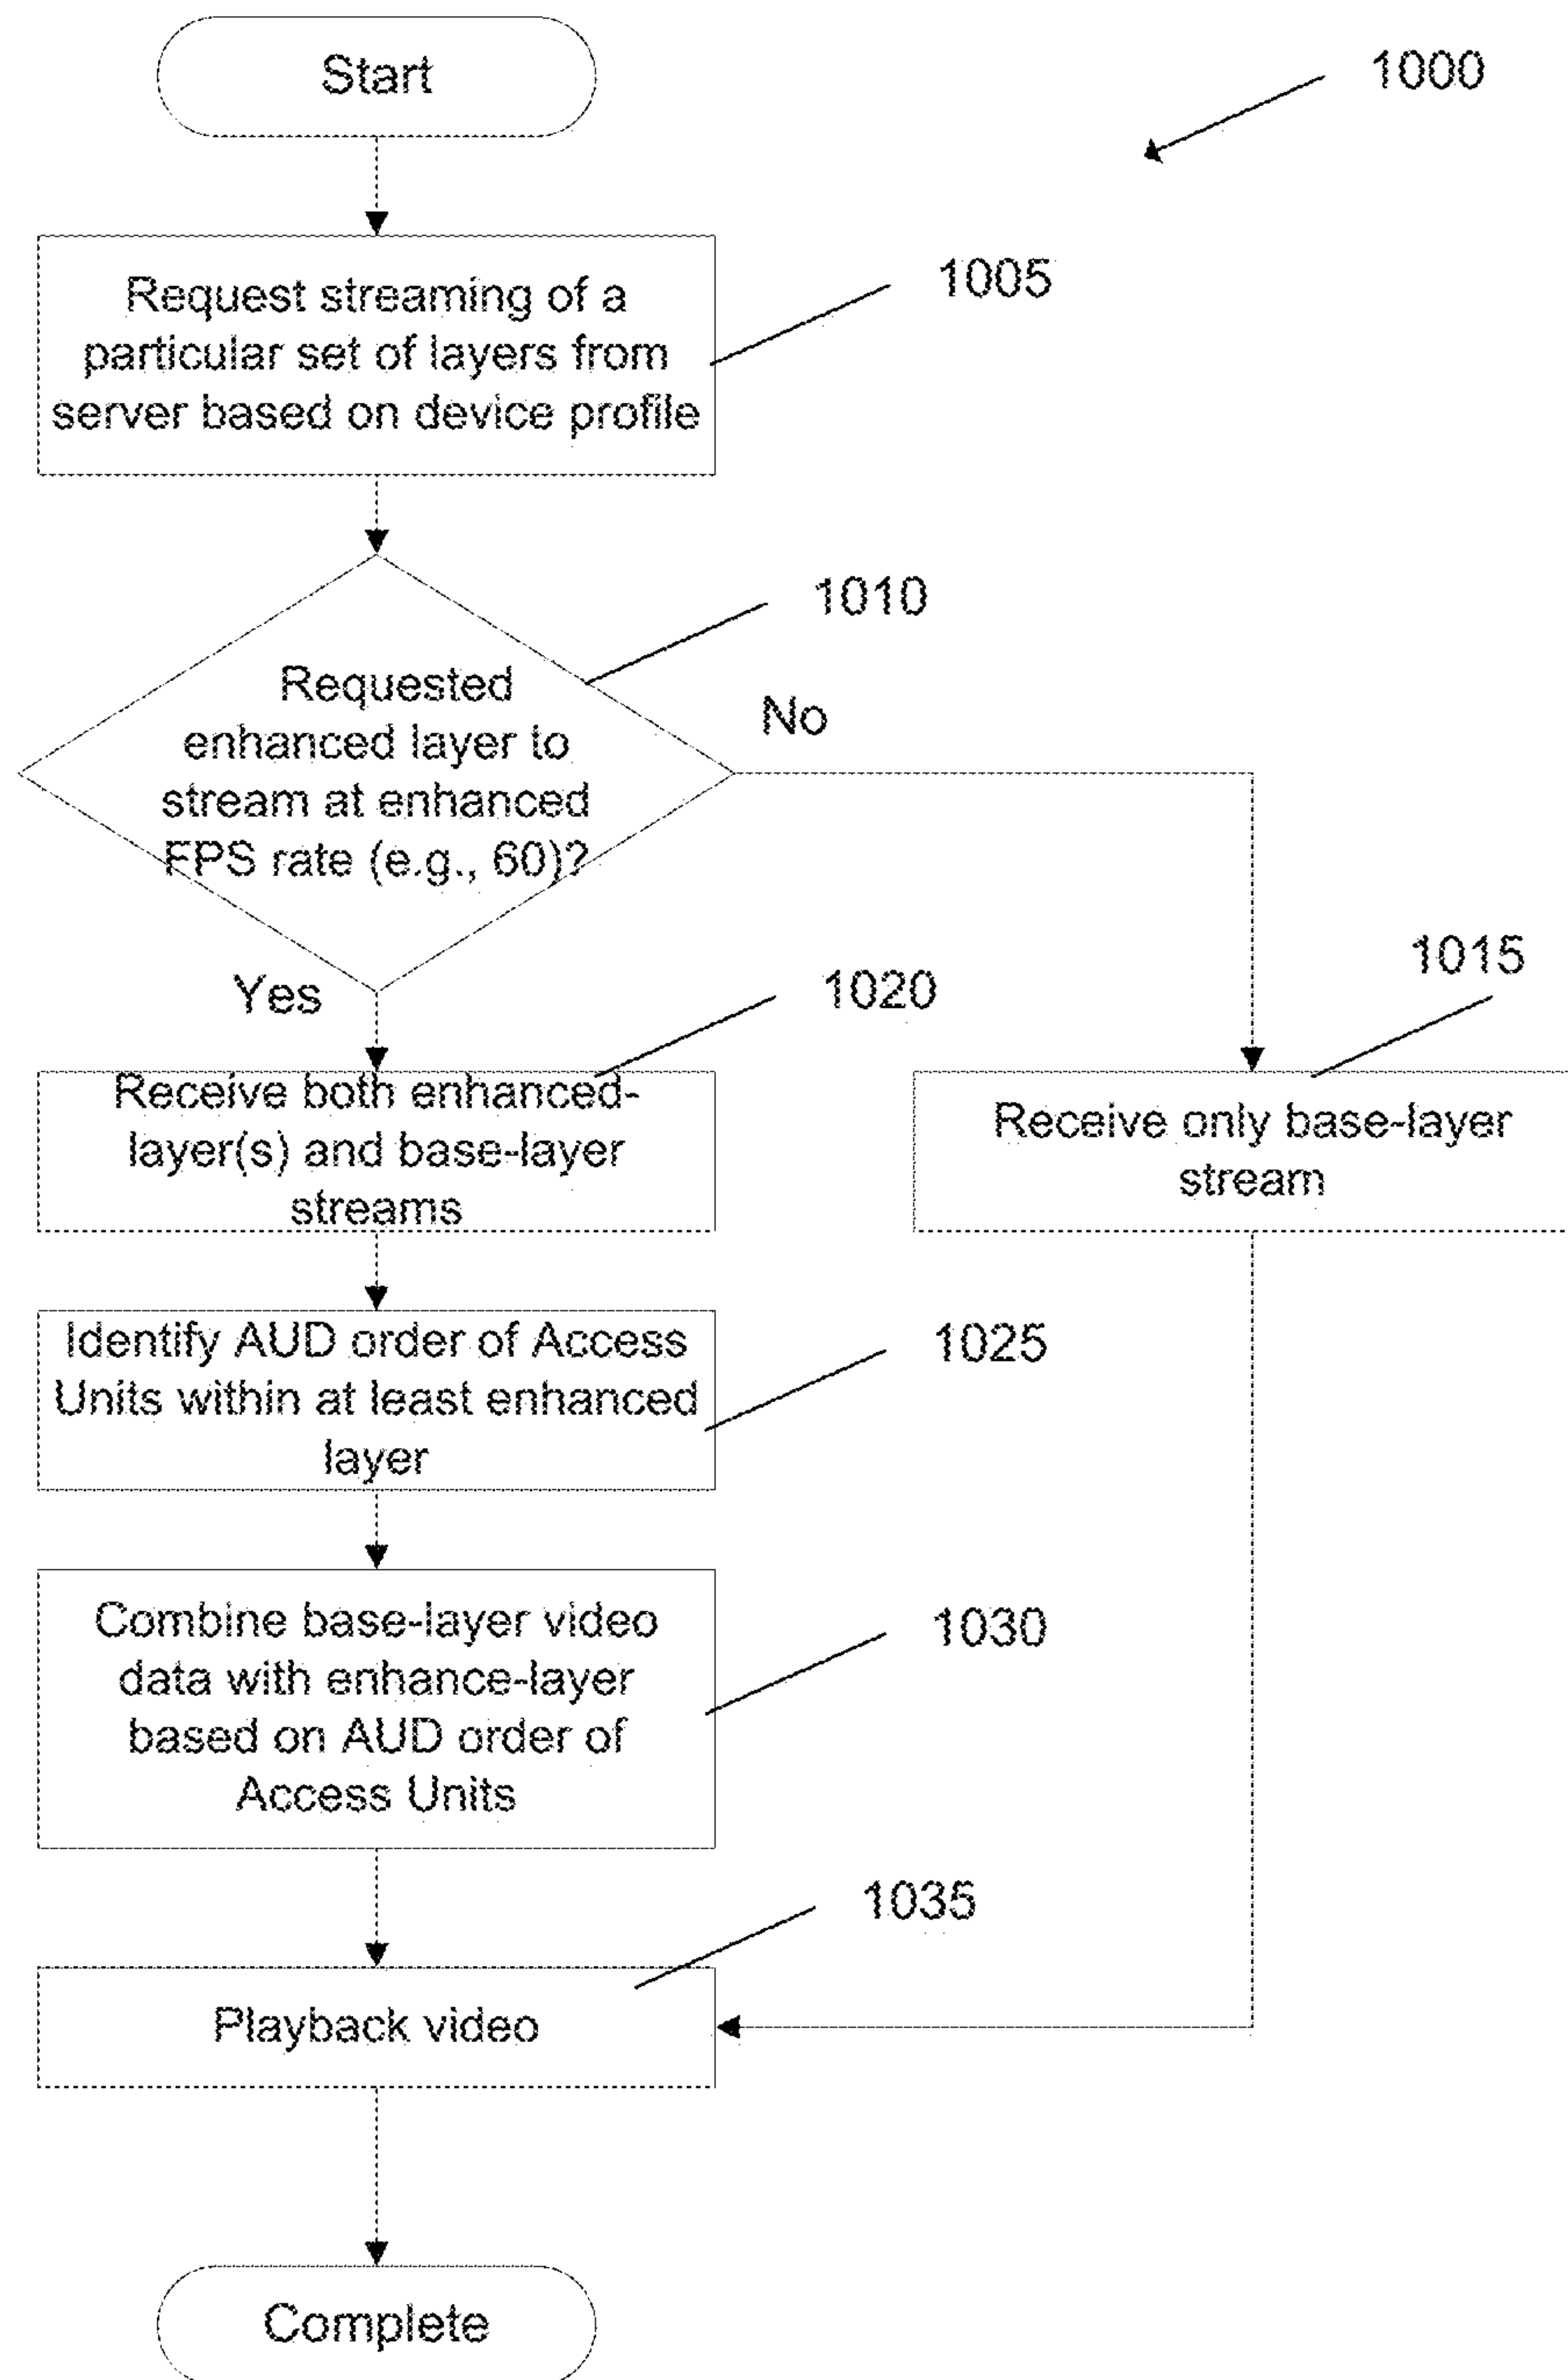 Start
1000
Request streaming of a
particular set of layers from
server based on device profile
1005
1010
Requested
enhanced layer to
stream at enhanced
FPS rate (e.g., 60)?
No
Yes
1020
1015
Receive both enhanced-
layer(s) and base-layer
streams
Receive only base-layer
stream
Identify AUD order of Access
Units within at least enhanced
layer
1025
Combine base-layer video
data with enhance-layer
based on AUD order of
Access Units
1030
1035
Playback video
Complete